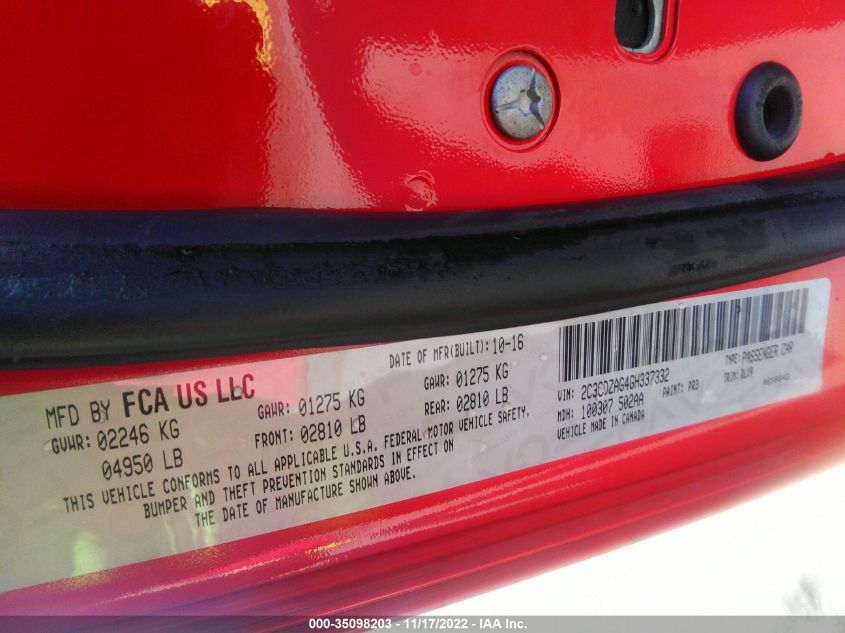 DATE OF MFR(BUILT): 10-16
MFD BY FCA US LLC
GVWR: 02246 KG
04950 LB
GAWR: 01275 KG
FRONT: 02810 LB
GAWR: 01275 KG
REAR: 02810 LB
THIS VEHICLE CONFORMS TO ALL APPLICABLE U.S.A. FEDERAL MOTOR VEHICLE SAFETY,
BUMPER AND THEFT PREVENTION STANDARDS IN EFFECT ON
THE DATE OF MANUFACTURE SHOWN ABOVE.
VIN: 2C3CDZAG4GH337332
TYPE: PASSENGER CAR
MDH: 100307 502AA
PAINT: PR3
TRIM:
VEHICLE MADE IN CANADA
000-35098203 - 11/17/2022 - IAA Inc.